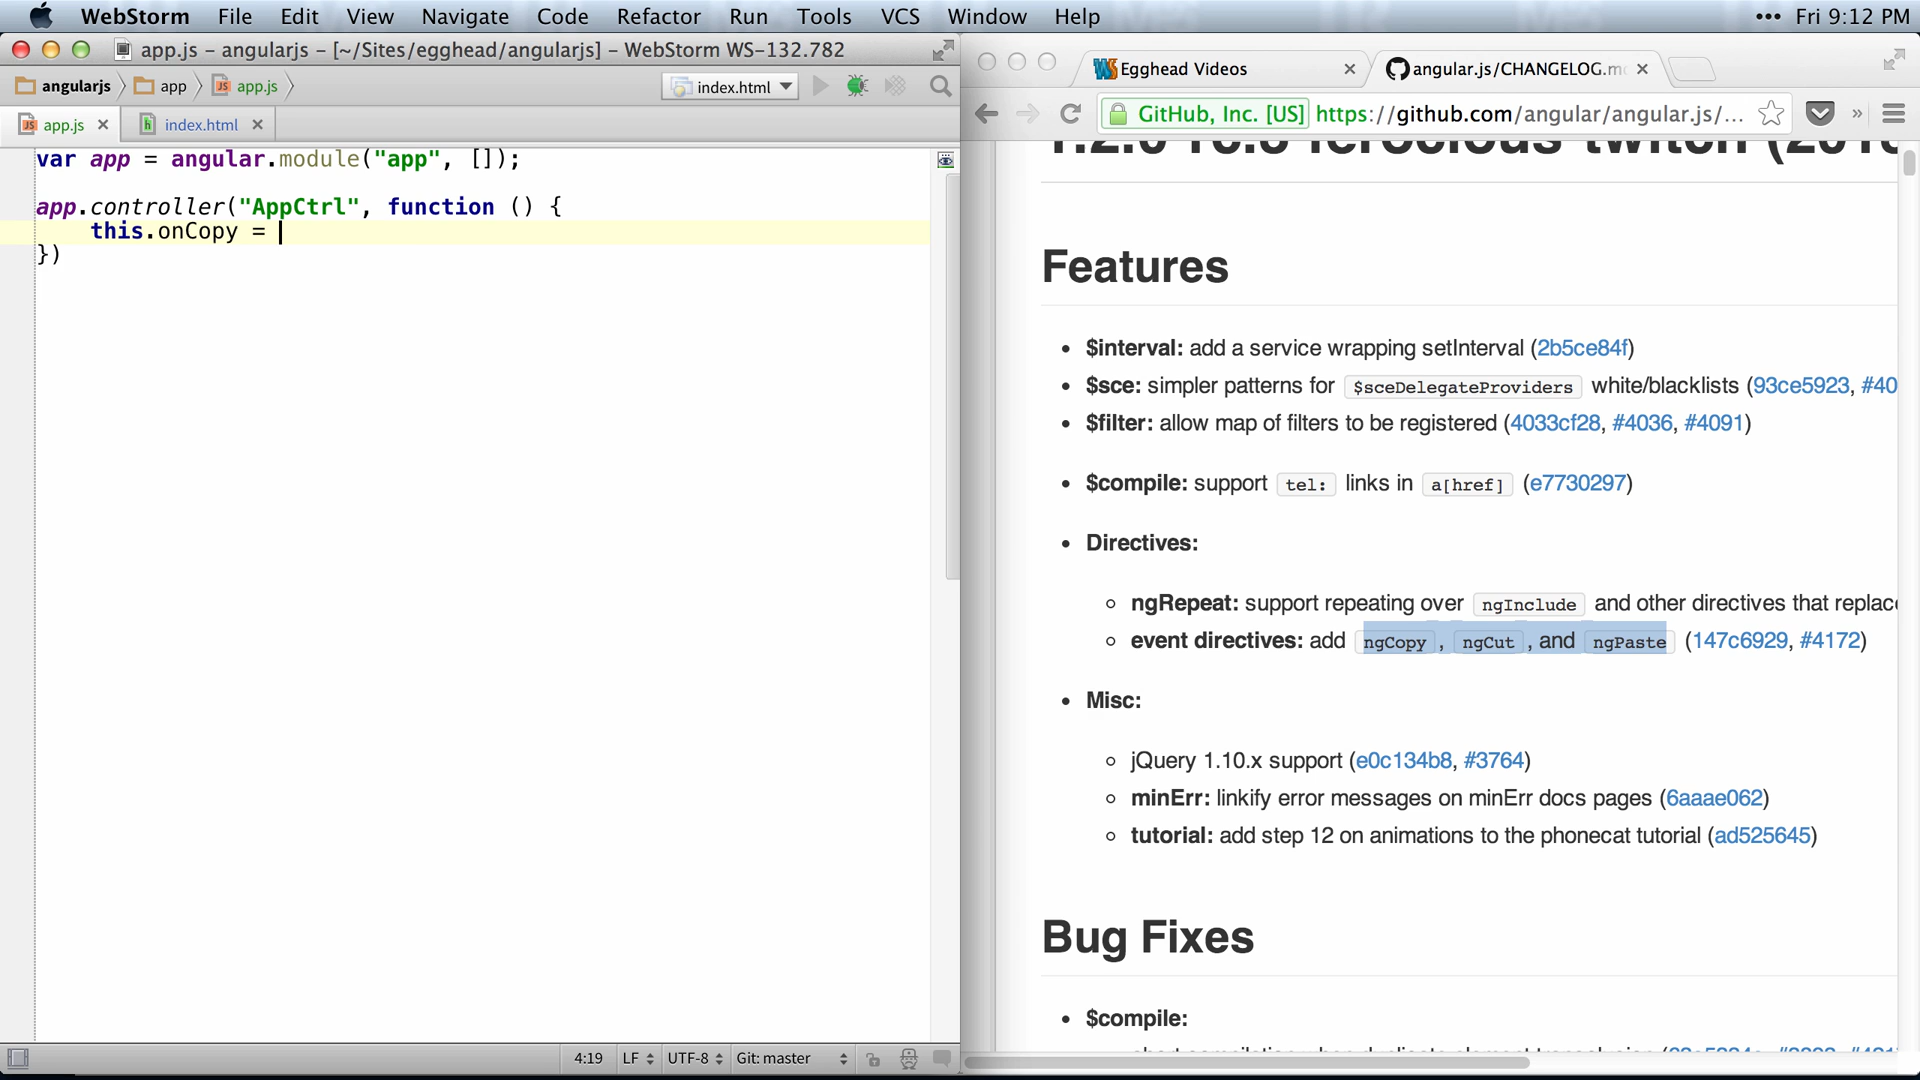 WebStorm File Edit View Navigate Code Refactor Run Tools VCS Window Help ••• Fri 9:12 PM
app.js – angularjs – [~/Sites/egghead/angularjs] – WebStorm WS-132.782
angularjs app app.js index.html
app.js index.html
var app = angular.module("app", []);
app.controller("AppCtrl", function () {
this.onCopy =
})
4:19 LF UTF-8 Git: master
Egghead Videos angular.js/CHANGELOG.m
GitHub, Inc. [US] https://github.com/angular/angular.js/...
Features
$interval: add a service wrapping setInterval (2b5ce84f)
$sce: simpler patterns for $sceDelegateProviders white/blacklists (93ce5923, #40
$filter: allow map of filters to be registered (4033cf28, #4036, #4091)
$compile: support tel: links in a[href] (e7730297)
Directives:
ngRepeat: support repeating over ngInclude and other directives that replac
event directives: add ngCopy , ngCut , and ngPaste (147c6929, #4172)
Misc:
jQuery 1.10.x support (e0c134b8, #3764)
minErr: linkify error messages on minErr docs pages (6aaae062)
tutorial: add step 12 on animations to the phonecat tutorial (ad525645)
Bug Fixes
$compile: